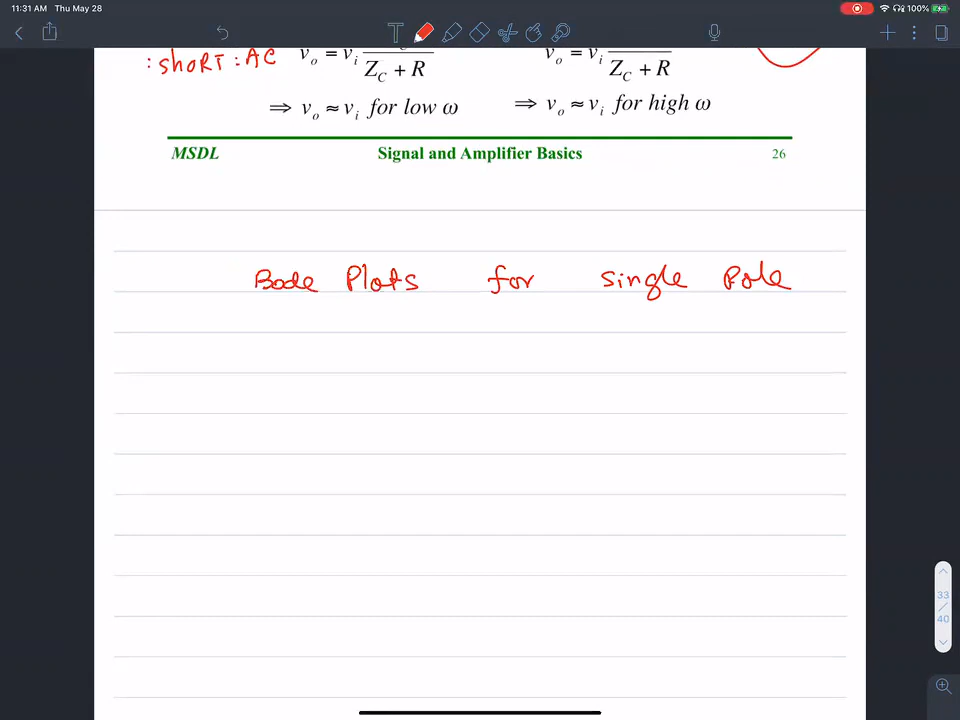 11:31 AM Thu May 28
100%
: shoRT : AC
v_o = v_i
Z_C + R
⇒ v_o ≈ v_i for low ω
v_o = v_i
Z_C + R
⇒ v_o ≈ v_i for high ω
MSDL Signal and Amplifier Basics 26
Bode Plots for single Pole
33
/
40